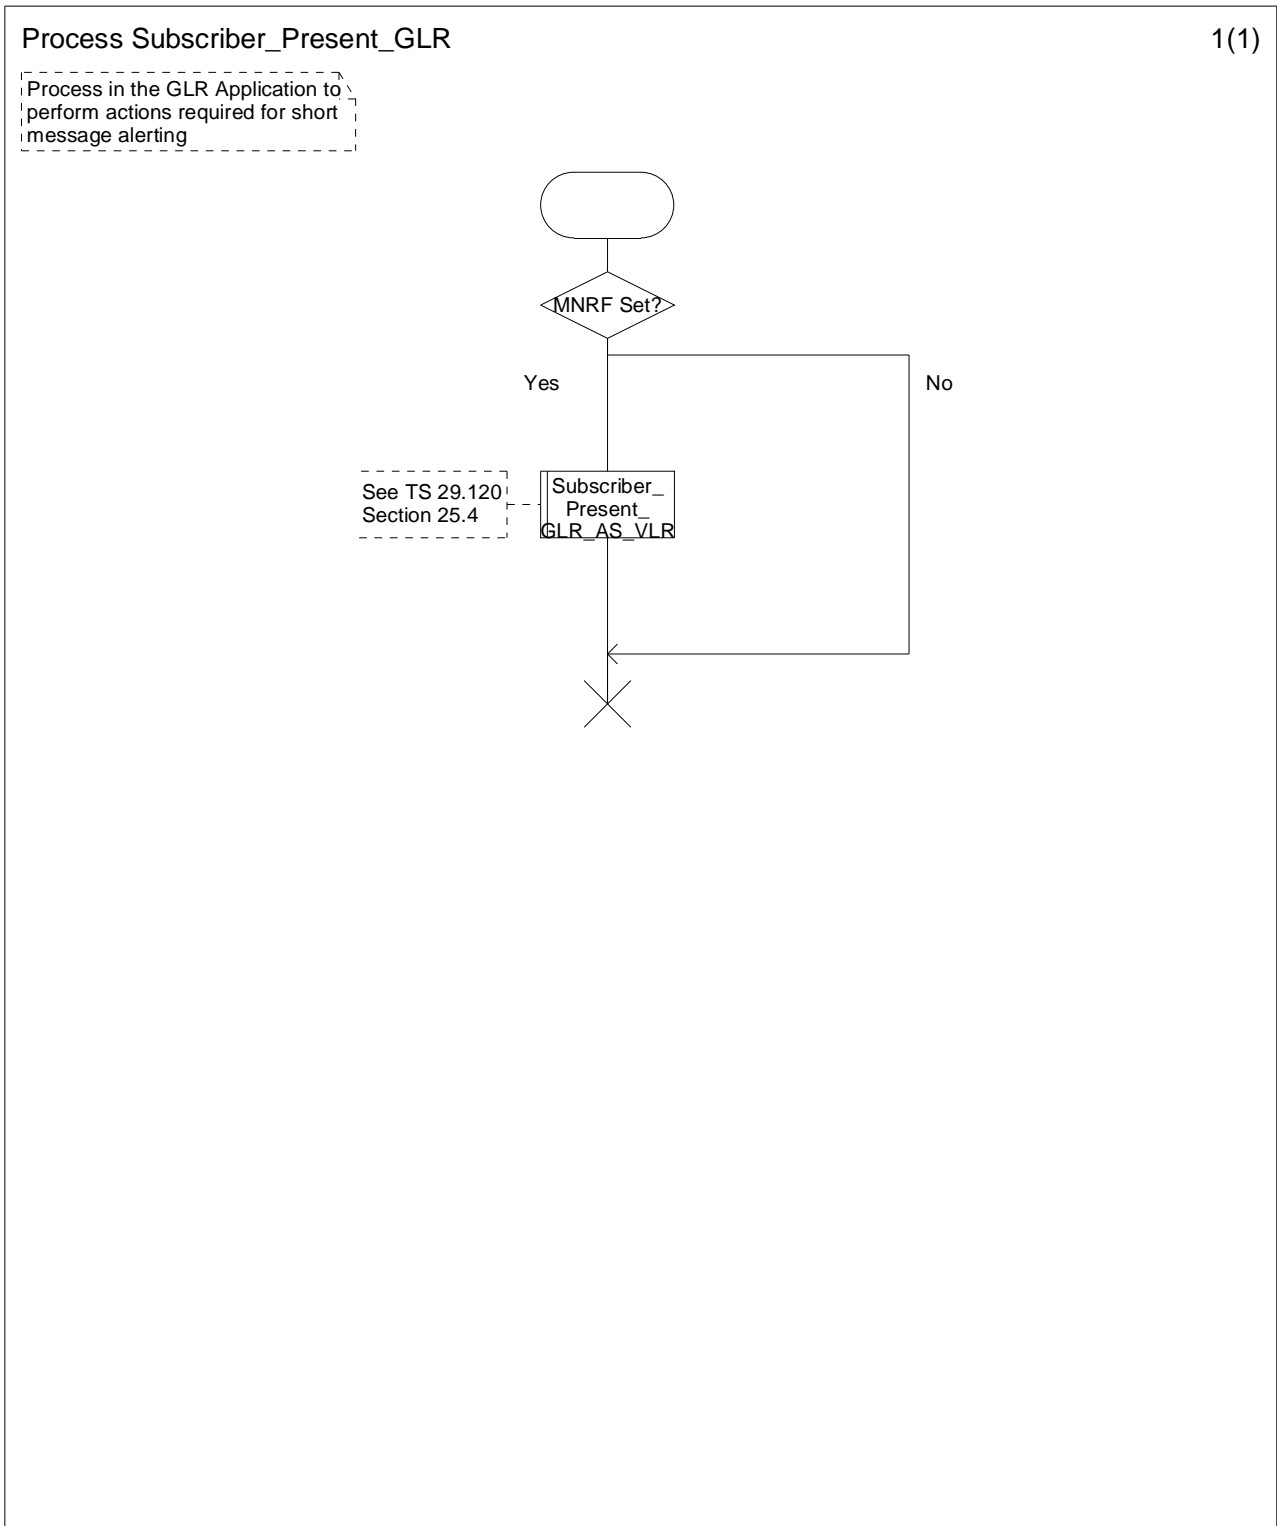 Process Subscriber_Present_GLR
1(1)
Process in the GLR Application to
perform actions required for short
message alerting
MNRF Set?
Yes
No
See TS 29.120
Section 25.4
Subscriber_
Present_
GLR_AS_VLR